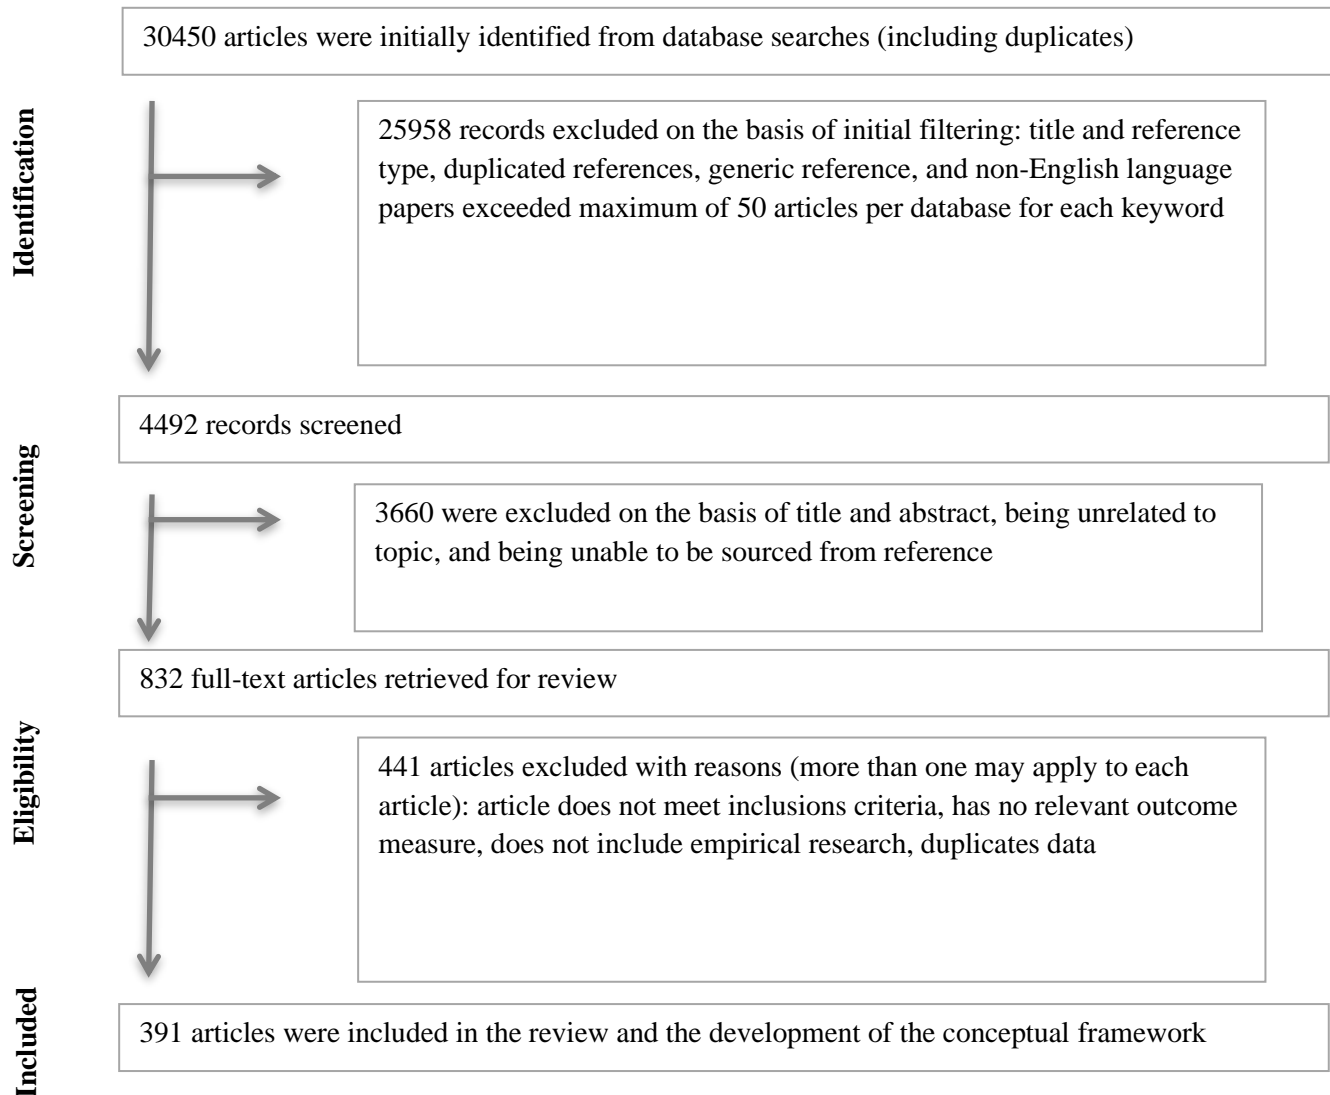 30450 articles were initially identified from database searches (including duplicates)
Identification
25958 records excluded on the basis of initial filtering: title and reference
type, duplicated references, generic reference, and non-English language
papers exceeded maximum of 50 articles per database for each keyword
4492 records screened
Screening
3660 were excluded on the basis of title and abstract, being unrelated to
topic, and being unable to be sourced from reference
832 full-text articles retrieved for review
Eligibility
441 articles excluded with reasons (more than one may apply to each
article): article does not meet inclusions criteria, has no relevant outcome
measure, does not include empirical research, duplicates data
Included
391 articles were included in the review and the development of the conceptual framework